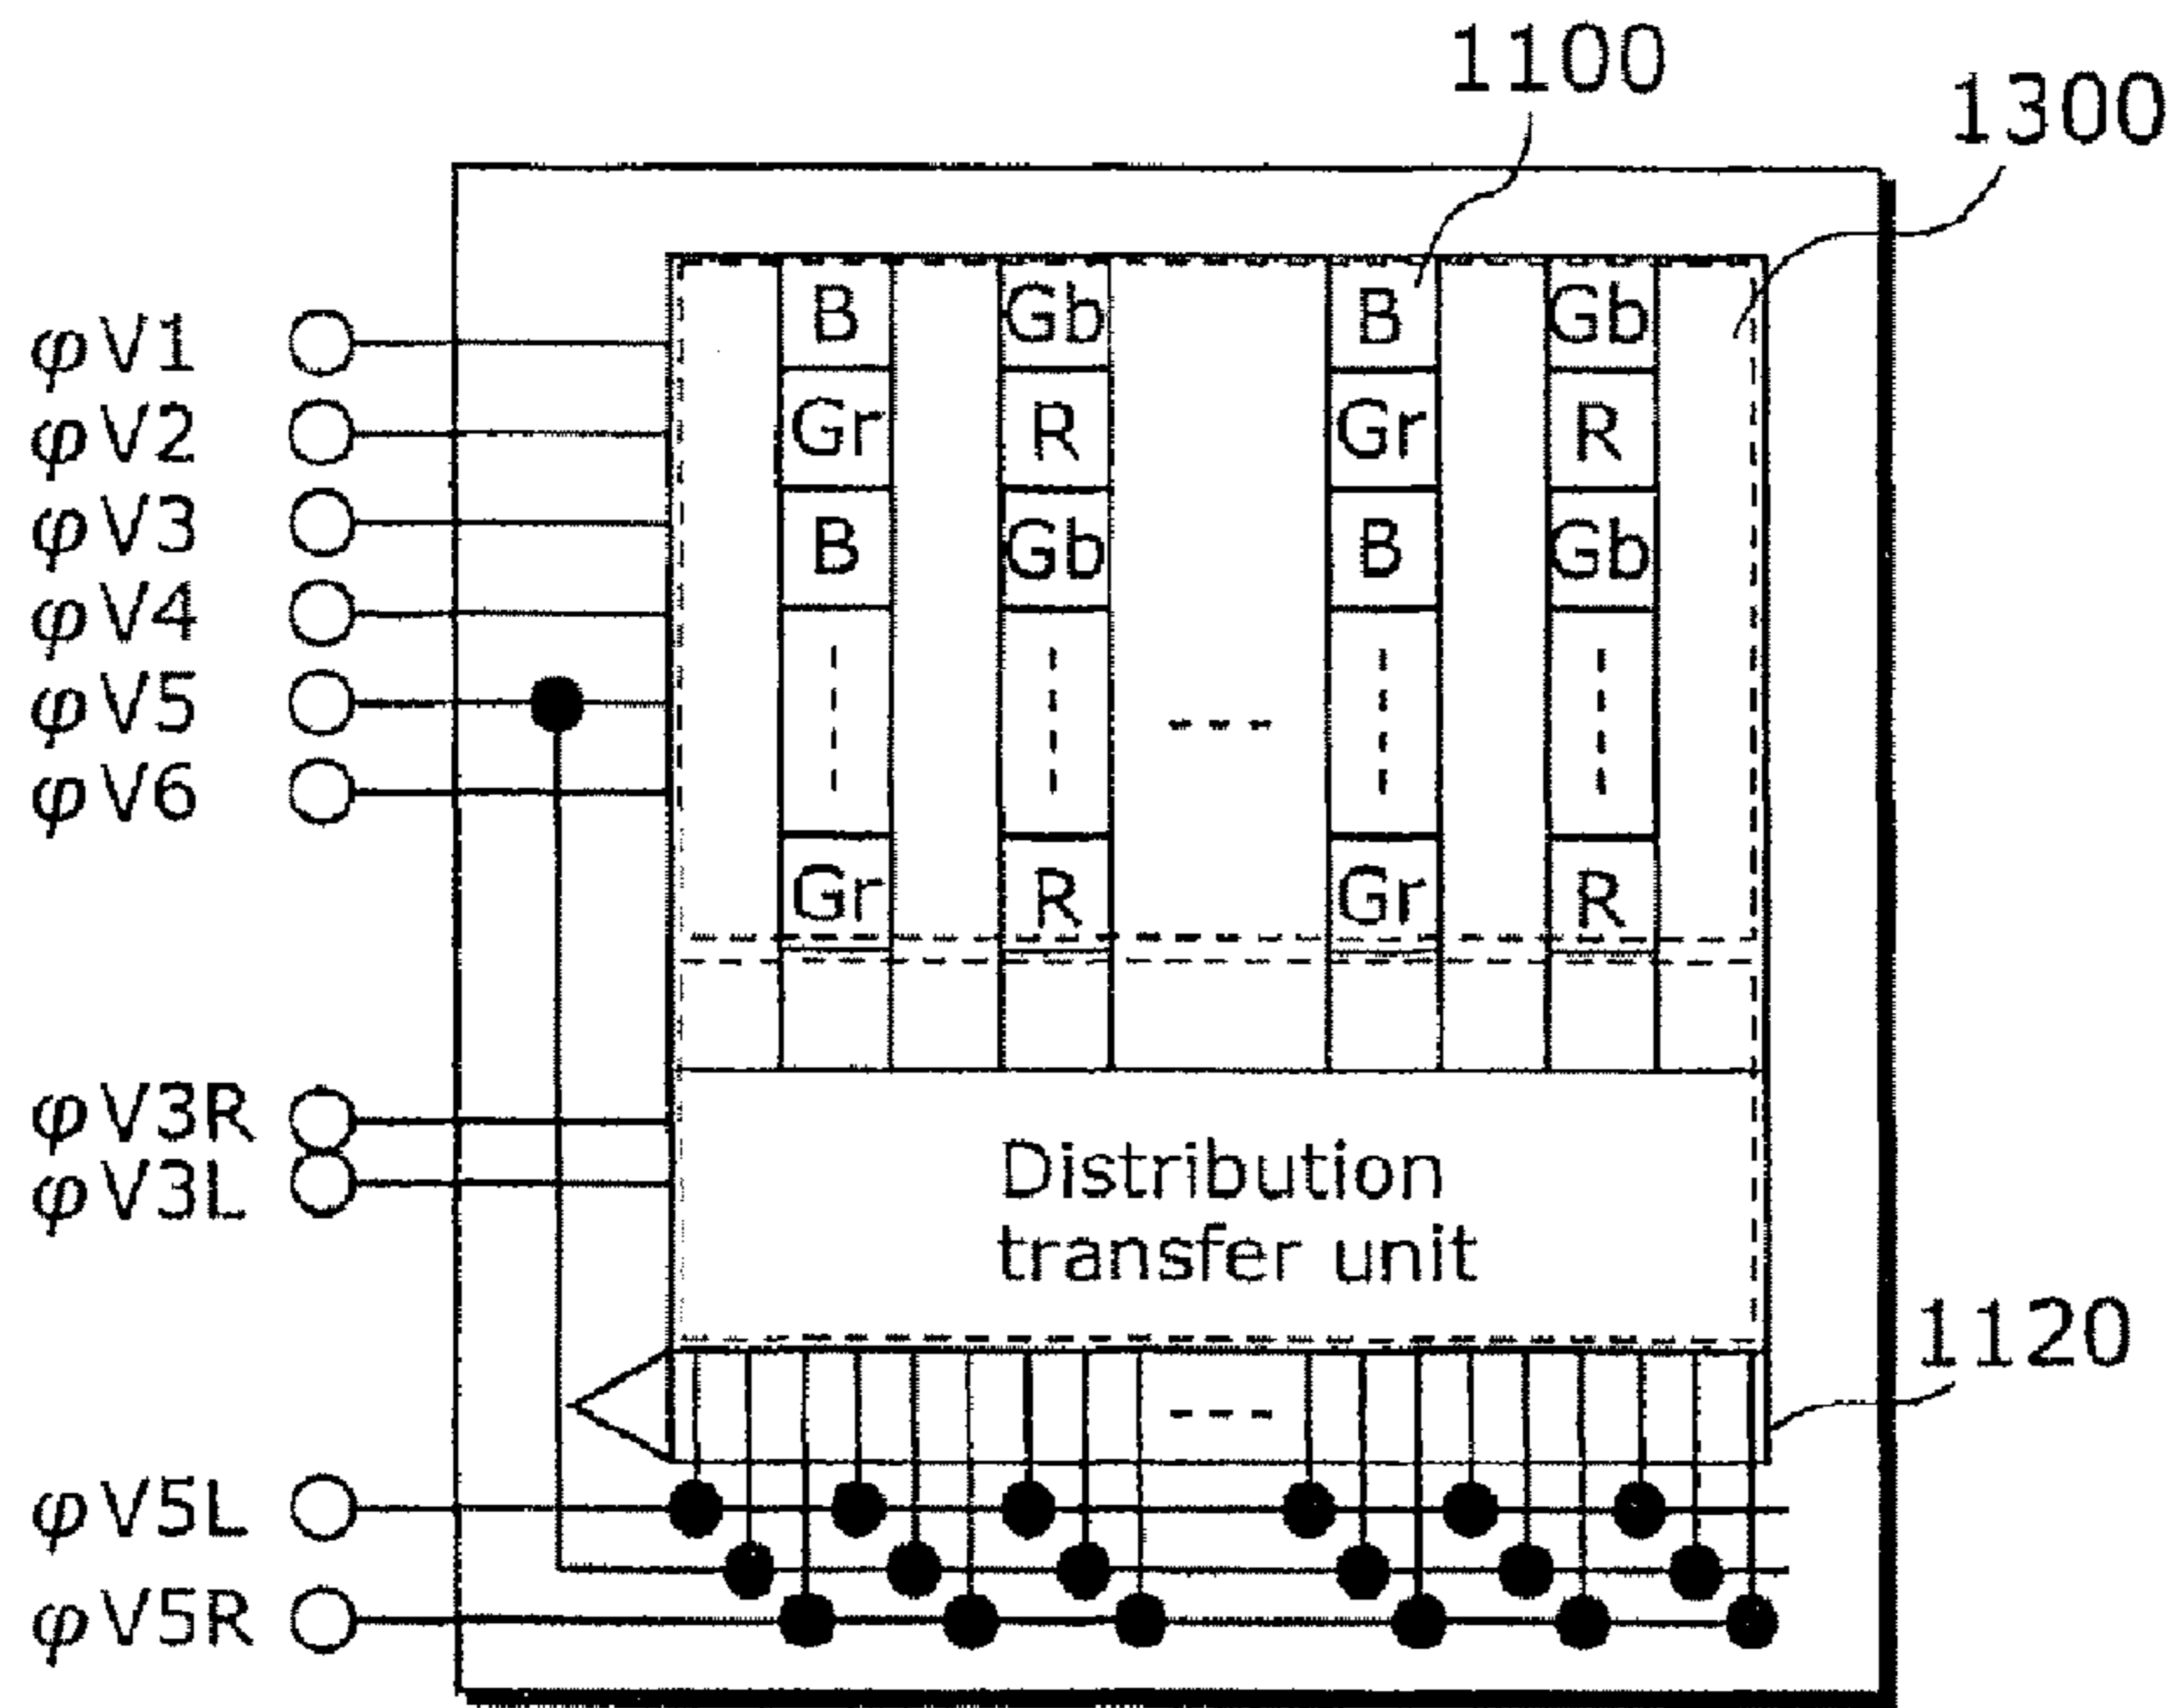 1100
1300
φV1
φV2
φV3
φV4
φV5
φV6
B Gb B Gb
Gr R Gr R
B Gb B Gb
Gr R Gr R
φV3R
φV3L
Distribution
transfer unit
1120
φV5L
φV5R